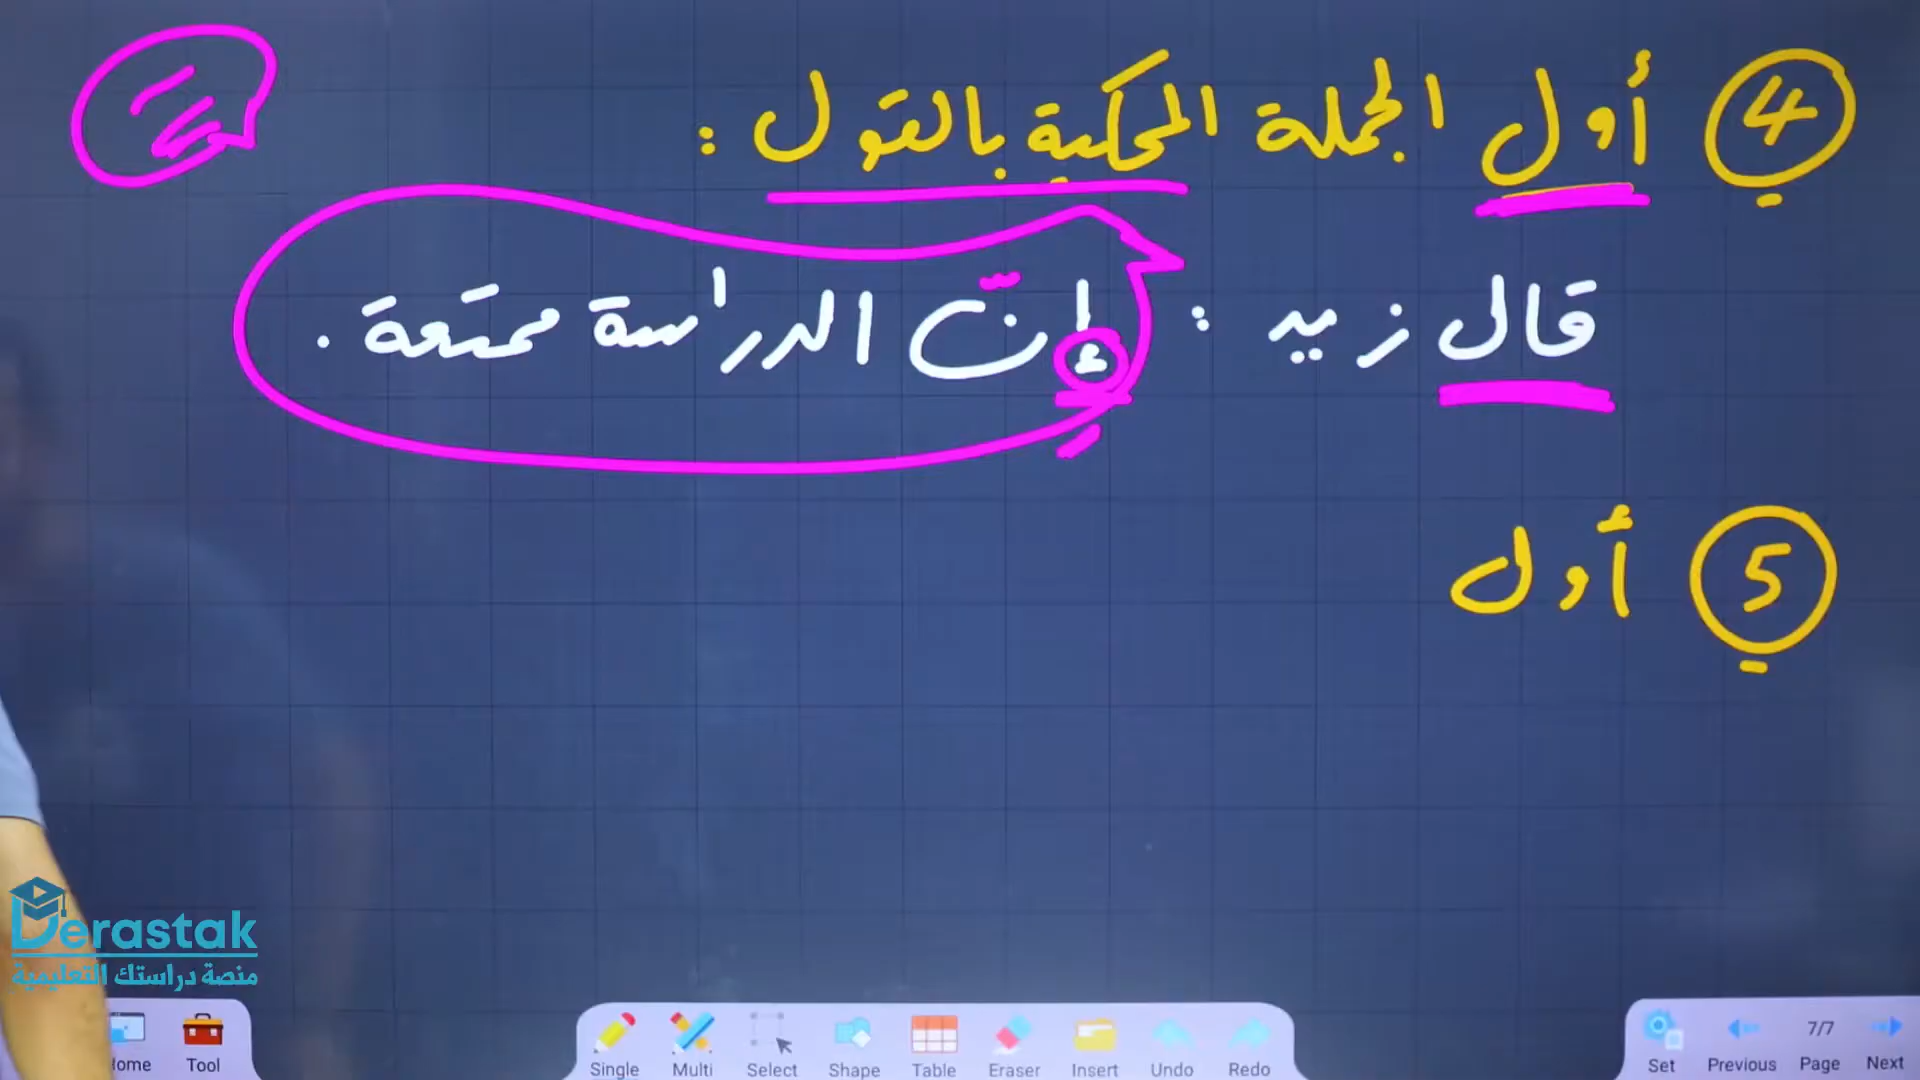 4 أول الجملة المحكية بالقول :
قال زيد : إنّ الدراسة ممتعة .
5 أول
Derastak
منصة دراستك التعليمية
Home Tool Single Multi Select Shape Table Eraser Insert Undo Redo Set Previous 7/7 Page Next